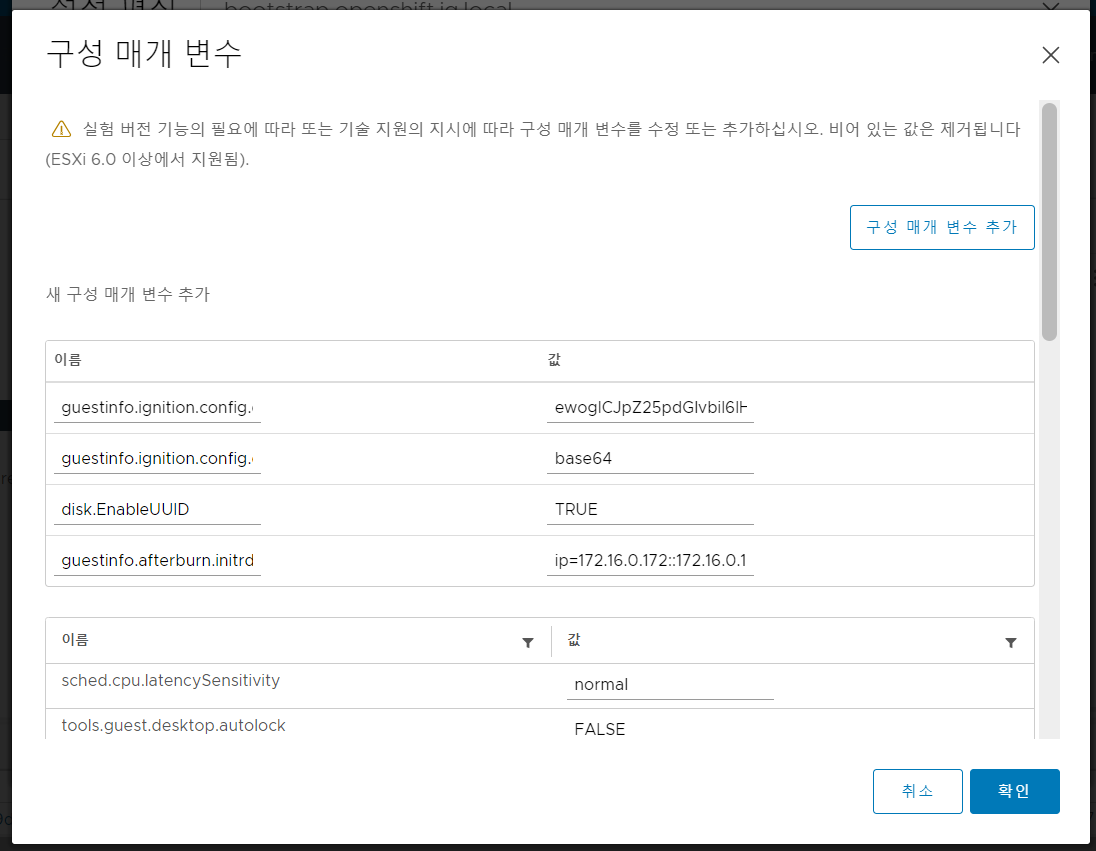 bootstrap.openshift.ig.local
구성 매개 변수
실험 버전 기능의 필요에 따라 또는 기술 지원의 지시에 따라 구성 매개 변수를 수정 또는 추가하십시오. 비어 있는 값은 제거됩니다
(ESXi 6.0 이상에서 지원됨).
구성 매개 변수 추가
새 구성 매개 변수 추가
이름 값
guestinfo.ignition.config. ewogICJpZ25pdGlvbiI6IH
guestinfo.ignition.config. base64
disk.EnableUUID TRUE
guestinfo.afterburn.initrd ip=172.16.0.172::172.16.0.1
이름 값
sched.cpu.latencySensitivity normal
tools.guest.desktop.autolock FALSE
취소 확인